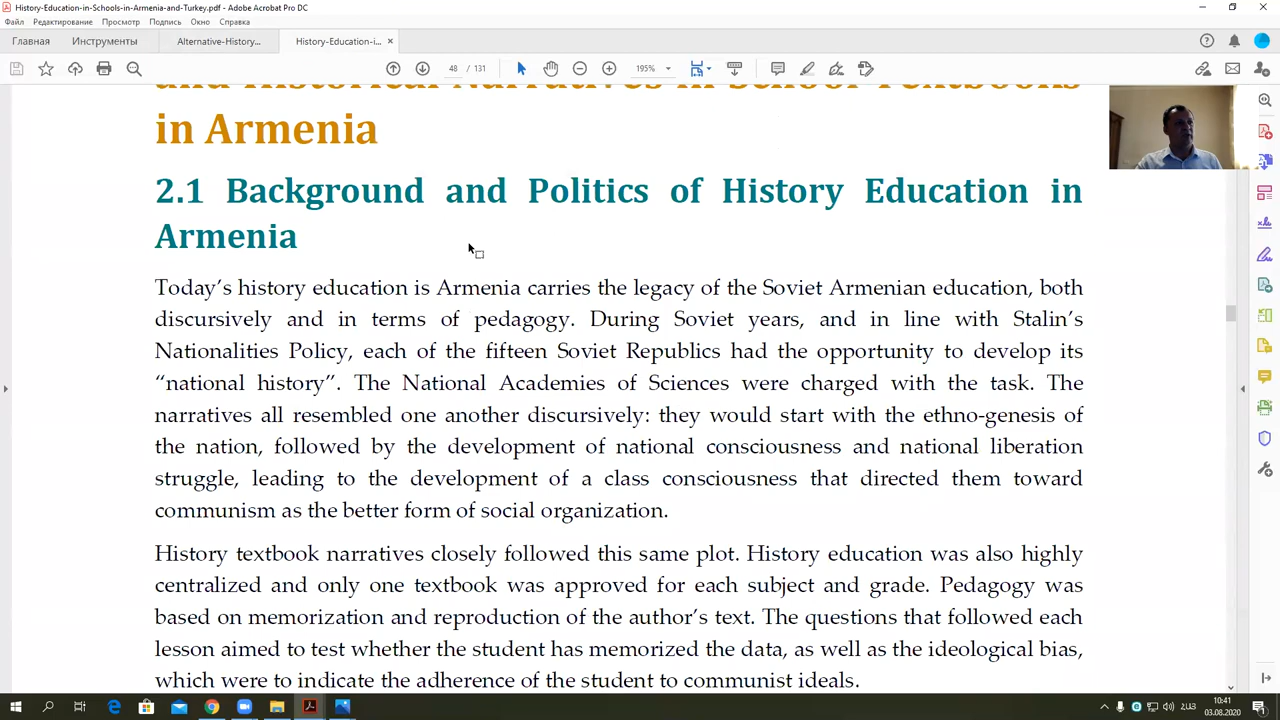 History-Education-in-Schools-in-Armenia-and-Turkey.pdf - Adobe Acrobat Pro DC
Файл Редактирование Просмотр Подпись Окно Справка
Главная Инструменты Alternative-History... History-Education-i... ×
48 / 131 195%
and Historical Narratives in School Textbooks
in Armenia
2.1 Background and Politics of History Education in
Armenia
Today’s history education is Armenia carries the legacy of the Soviet Armenian education, both
discursively and in terms of pedagogy. During Soviet years, and in line with Stalin’s
Nationalities Policy, each of the fifteen Soviet Republics had the opportunity to develop its
“national history”. The National Academies of Sciences were charged with the task. The
narratives all resembled one another discursively: they would start with the ethno-genesis of
the nation, followed by the development of national consciousness and national liberation
struggle, leading to the development of a class consciousness that directed them toward
communism as the better form of social organization.
History textbook narratives closely followed this same plot. History education was also highly
centralized and only one textbook was approved for each subject and grade. Pedagogy was
based on memorization and reproduction of the author’s text. The questions that followed each
lesson aimed to test whether the student has memorized the data, as well as the ideological bias,
which were to indicate the adherence of the student to communist ideals.
10:41
03.08.2020